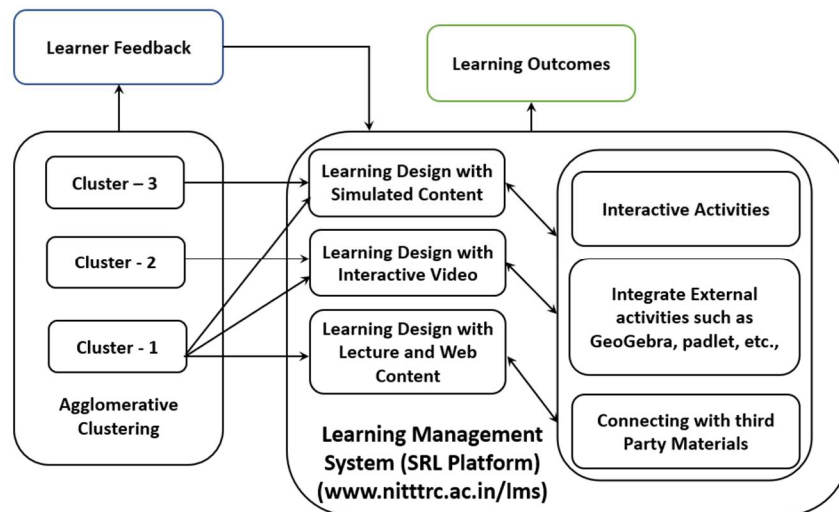 Learner Feedback
Learning Outcomes
Cluster – 3
Cluster - 2
Cluster - 1
Agglomerative
Clustering
Learning Design with
Simulated Content
Learning Design with
Interactive Video
Learning Design with
Lecture and Web
Content
Learning Management
System (SRL Platform)
(www.nitttrc.ac.in/lms)
Interactive Activities
Integrate External
activities such as
GeoGebra, padlet, etc.,
Connecting with third
Party Materials